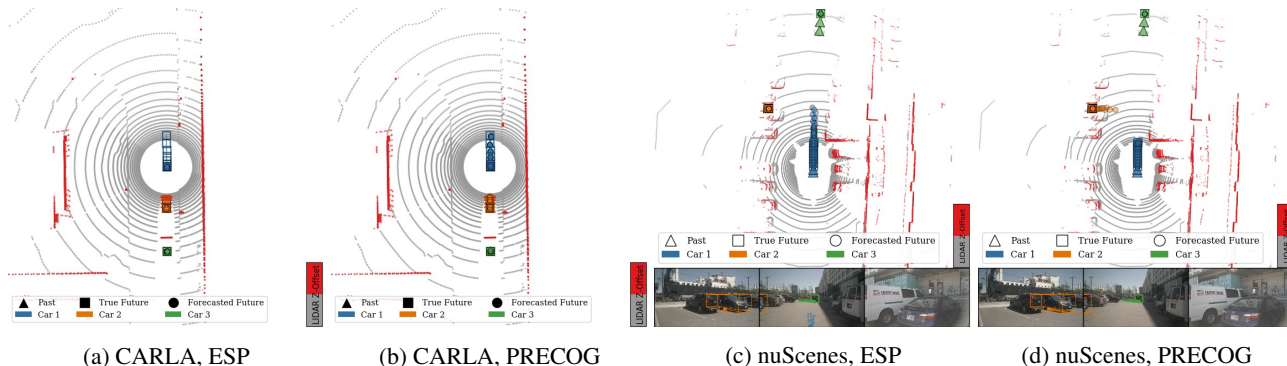 LIDAR Z-Offset
Past True Future Forecasted Future
Car 1 Car 2 Car 3
(a) CARLA, ESP
LIDAR Z-Offset
Past True Future Forecasted Future
Car 1 Car 2 Car 3
(b) CARLA, PRECOG
LIDAR Z-Offset
Past True Future Forecasted Future
Car 1 Car 2 Car 3
(c) nuScenes, ESP
LIDAR Z-Offset
Past True Future Forecasted Future
Car 1 Car 2 Car 3
(d) nuScenes, PRECOG